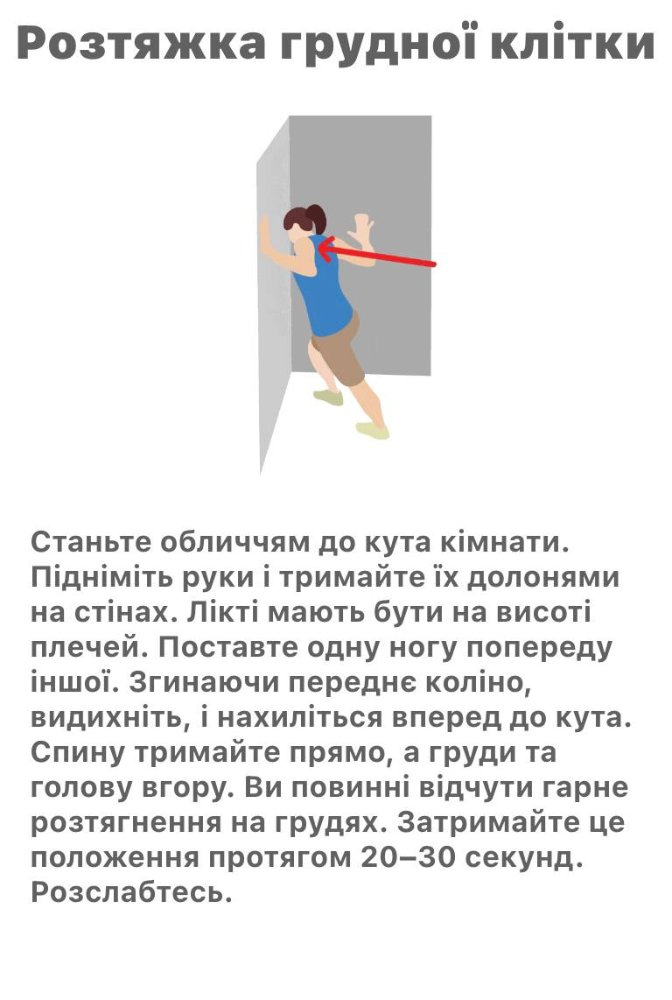 Розтяжка грудної клітки
Станьте обличчям до кута кімнати.
Підніміть руки і тримайте їх долонями
на стінах. Лікті мають бути на висоті
плечей. Поставте одну ногу попереду
іншої. Згинаючи переднє коліно,
видихніть, і нахиліться вперед до кута.
Спину тримайте прямо, а груди та
голову вгору. Ви повинні відчути гарне
розтягнення на грудях. Затримайте це
положення протягом 20–30 секунд.
Розслабтесь.